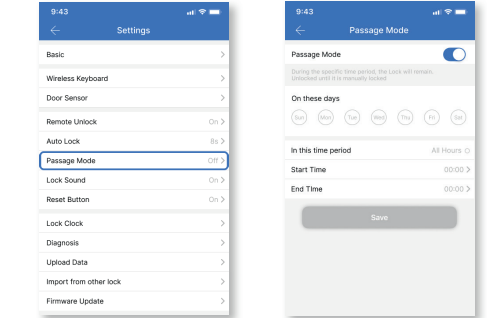 9:43
Settings
Basic
Wireless Keyboard
Door Sensor
Remote Unlock On
Auto Lock 8s
Passage Mode Off
Lock Sound On
Reset Button On
Lock Clock
Diagnosis
Upload Data
Import from other lock
Firmware Update
9:43
Passage Mode
Passage Mode
During the specific time period, the Lock will remain.
Unlocked until it is manually locked
On these days
Sun Mon Tue Wed Thu Fri Sat
In this time period All Hours
Start Time 00:00
End TIme 00:00
Save